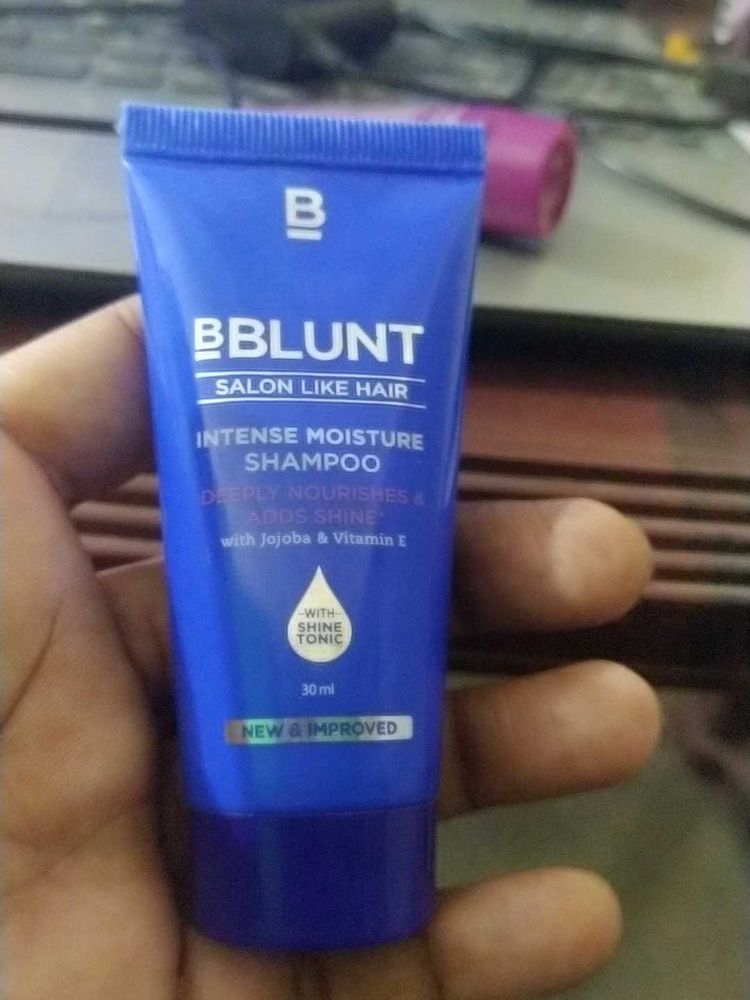 B
BBLUNT
SALON LIKE HAIR
INTENSE MOISTURE
SHAMPOO
DEEPLY NOURISHES &
ADDS SHINE*
with Jojoba & Vitamin E
-WITH-
SHINE
TONIC
30 ml
NEW & IMPROVED